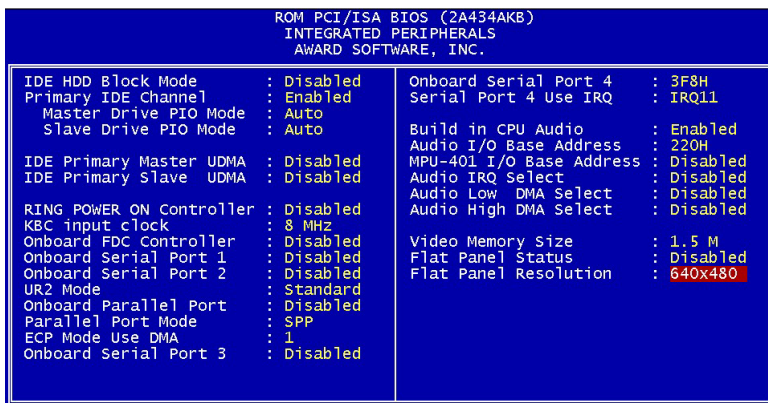 ROM PCI/ISA BIOS (2A434AKB)
INTEGRATED PERIPHERALS
AWARD SOFTWARE, INC.
IDE HDD Block Mode : Disabled
Primary IDE Channel : Enabled
Master Drive PIO Mode : Auto
Slave Drive PIO Mode : Auto
IDE Primary Master UDMA : Disabled
IDE Primary Slave UDMA : Disabled
RING POWER ON Controller : Disabled
KBC input clock : 8 MHz
Onboard FDC Controller : Disabled
Onboard Serial Port 1 : Disabled
Onboard Serial Port 2 : Disabled
UR2 Mode : Standard
Onboard Parallel Port : Disabled
Parallel Port Mode : SPP
ECP Mode Use DMA : 1
Onboard Serial Port 3 : Disabled
Onboard Serial Port 4 : 3F8H
Serial Port 4 Use IRQ : IRQ11
Build in CPU Audio : Enabled
Audio I/O Base Address : 220H
MPU-401 I/O Base Address : Disabled
Audio IRQ Select : Disabled
Audio Low DMA Select : Disabled
Audio High DMA Select : Disabled
Video Memory Size : 1.5 M
Flat Panel Status : Disabled
Flat Panel Resolution : 640x480